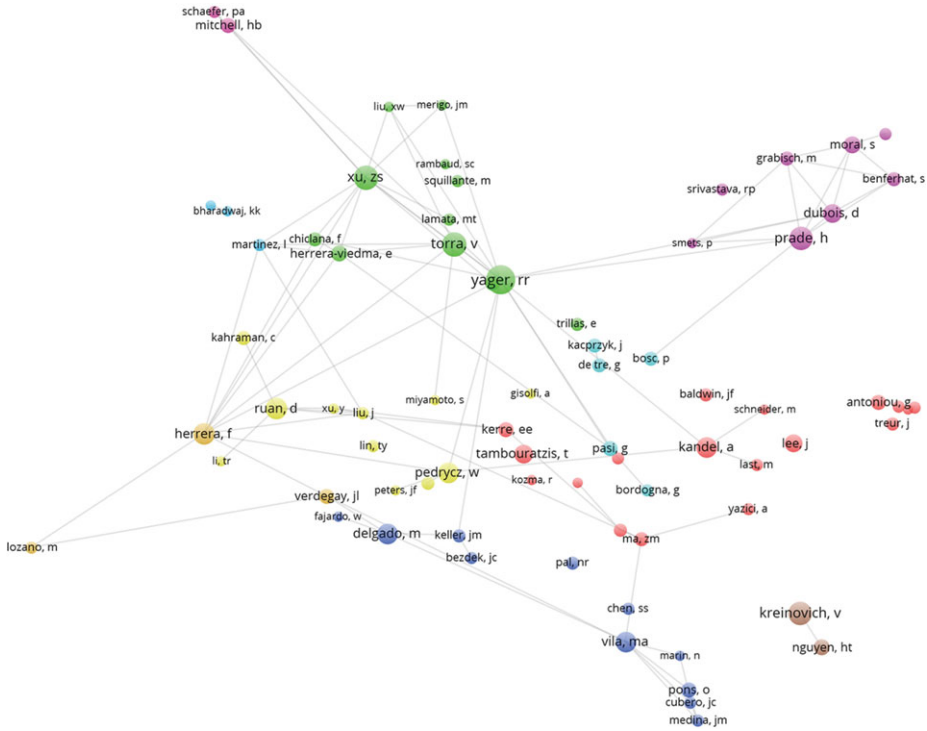 schaefer, pa
mitchell, hb
liu, xw
merigo, jm
moral, s
grabisch, m
rambaud, sc
xu, zs
squillante, m
benferhat, s
srivastava, rp
bharadwaj, kk
lamata, mt
dubois, d
chiclana, f
martinez, l
torra, v
prade, h
smets, p
herrera-viedma, e
yager, rr
trillas, e
kahraman, c
kacprzyk, j
bosc, p
de tre, g
gisolfi, a
baldwin, jf
miyamoto, s
antoniou, g
ruan, d
xu, y
liu, j
schneider, m
treur, j
kerre, ee
herrera, f
lee, j
lin, ty
pasi, g
kandel, a
tambouratzis, t
li, tr
last, m
pedrycz, w
kozma, r
peters, jf
bordogna, g
verdegay, jl
yazici, a
fajardo, w
delgado, m
keller, jm
ma, zm
lozano, m
bezdek, jc
pal, nr
chen, ss
kreinovich, v
vila, ma
nguyen, ht
marin, n
pons, o
cubero, jc
medina, jm